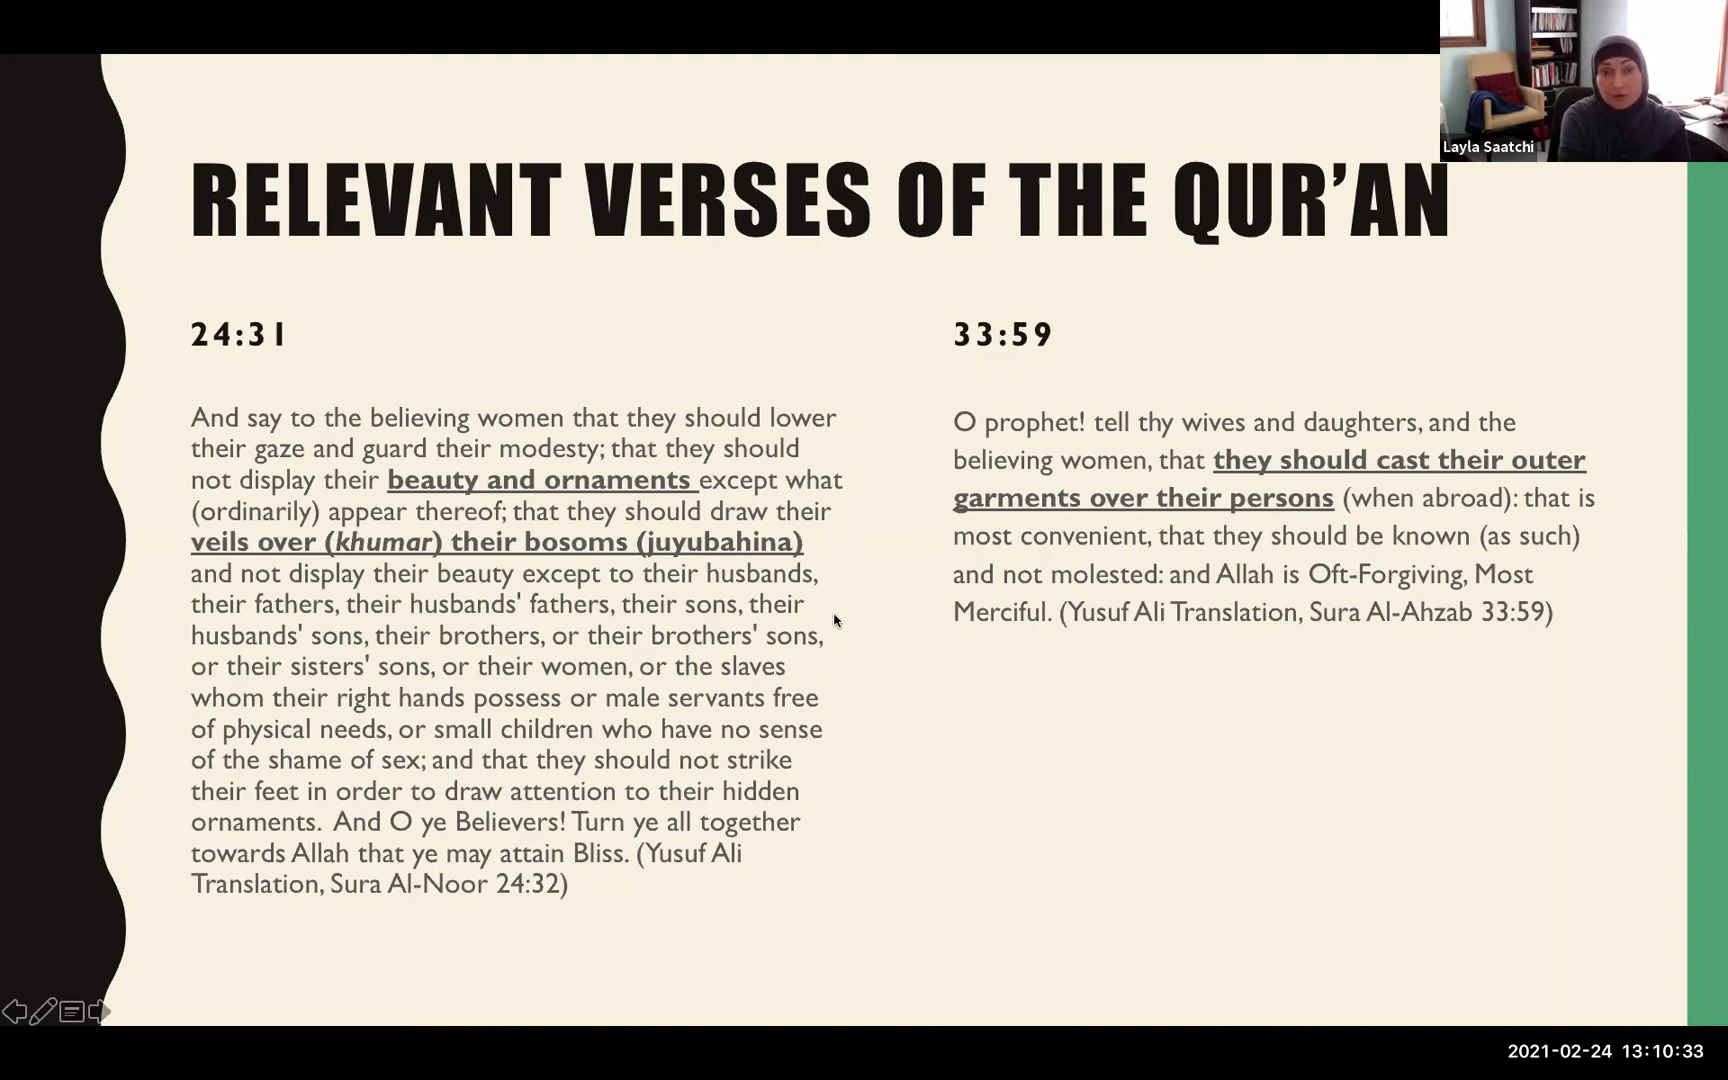 Layla Saatchi
RELEVANT VERSES OF THE QUR’AN
24:31
And say to the believing women that they should lower
their gaze and guard their modesty; that they should
not display their beauty and ornaments except what
(ordinarily) appear thereof; that they should draw their
veils over (khumar) their bosoms (juyubahina)
and not display their beauty except to their husbands,
their fathers, their husbands' fathers, their sons, their
husbands' sons, their brothers, or their brothers' sons,
or their sisters' sons, or their women, or the slaves
whom their right hands possess or male servants free
of physical needs, or small children who have no sense
of the shame of sex; and that they should not strike
their feet in order to draw attention to their hidden
ornaments. And O ye Believers! Turn ye all together
towards Allah that ye may attain Bliss. (Yusuf Ali
Translation, Sura Al-Noor 24:32)
33:59
O prophet! tell thy wives and daughters, and the
believing women, that they should cast their outer
garments over their persons (when abroad): that is
most convenient, that they should be known (as such)
and not molested: and Allah is Oft-Forgiving, Most
Merciful. (Yusuf Ali Translation, Sura Al-Ahzab 33:59)
2021-02-24 13:10:33